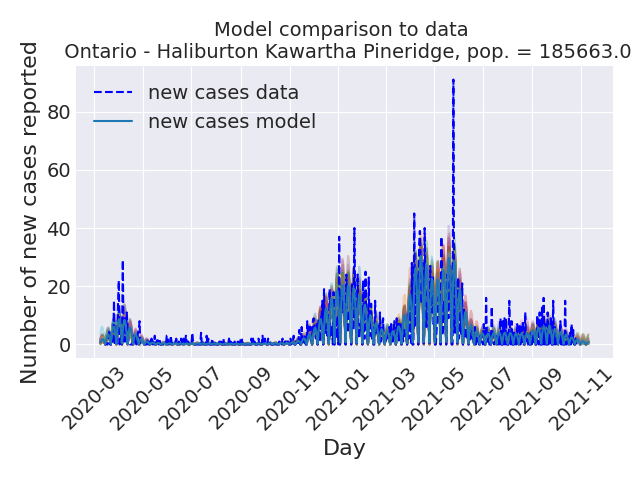 Model comparison to data
Ontario - Haliburton Kawartha Pineridge, pop. = 185663.0
Number of new cases reported
80
60
40
20
0
new cases data
new cases model
2020-03
2020-05
2020-07
2020-09
2020-11
2021-01
2021-03
2021-05
2021-07
2021-09
2021-11
Day